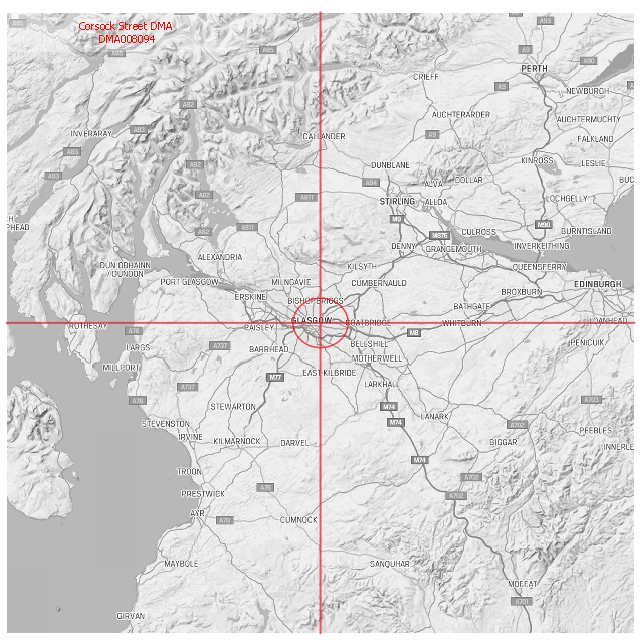 Corsock Street DMA
DMA008094
A93
A9
A85
PERTH
A90
CRIEFF
A9
NEWBURGH
A82
AUCHTERARDER
AUCHTERMUCHTY
INVERARAY
A83
CALLANDER
A9
FALKLAND
A83
DUNBLANE
KINROSS
LESLIE
A82
A83
A84
ALVA
DOLLAR
A82
A811
STIRLING
ALLOA
LOCHGELLY
M9
M90
A82
A811
M876
CULROSS
BURNTISLAND
DENNY
GRANGEMOUTH
INVERKEITHING
ALEXANDRIA
DUN OBHAINN
/ DUNOON
KILSYTH
QUEENSFERRY
PORT GLASGOW
MILNGAVIE
CUMBERNAULD
EDINBURGH
ERSKINE
BISHOPBRIGGS
BROXBURN
BATHGATE
GLASGOW
LOANHEAD
ROTHESAY
PAISLEY
COATBRIDGE
WHITBURN
A78
M8
LARGS
A737
BARRHEAD
BELLSHILL
PENICUIK
MOTHERWELL
MILLPORT
M77
EAST KILBRIDE
A737
LARKHALL
A78
A703
STEWARTON
M74
LANARK
STEVENSTON
M74
A702
PEEBLES
IRVINE
KILMARNOCK
DARVEL
BIGGAR
INNERLE
M74
TROON
A702
A76
PRESTWICK
A702
AYR
A70
CUMNOCK
MAYBOLE
SANQUHAR
MOFFAT
A701
GIRVAN